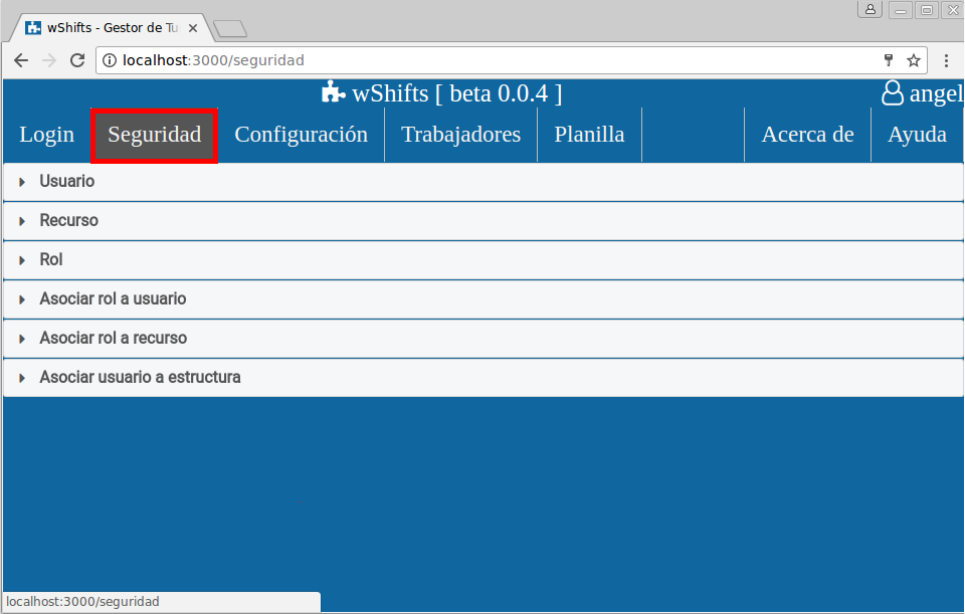 wShifts - Gestor de Tu
localhost:3000/seguridad
wShifts [ beta 0.0.4 ]
angel
Login Seguridad Configuración Trabajadores Planilla Acerca de Ayuda
Usuario
Recurso
Rol
Asociar rol a usuario
Asociar rol a recurso
Asociar usuario a estructura
localhost:3000/seguridad